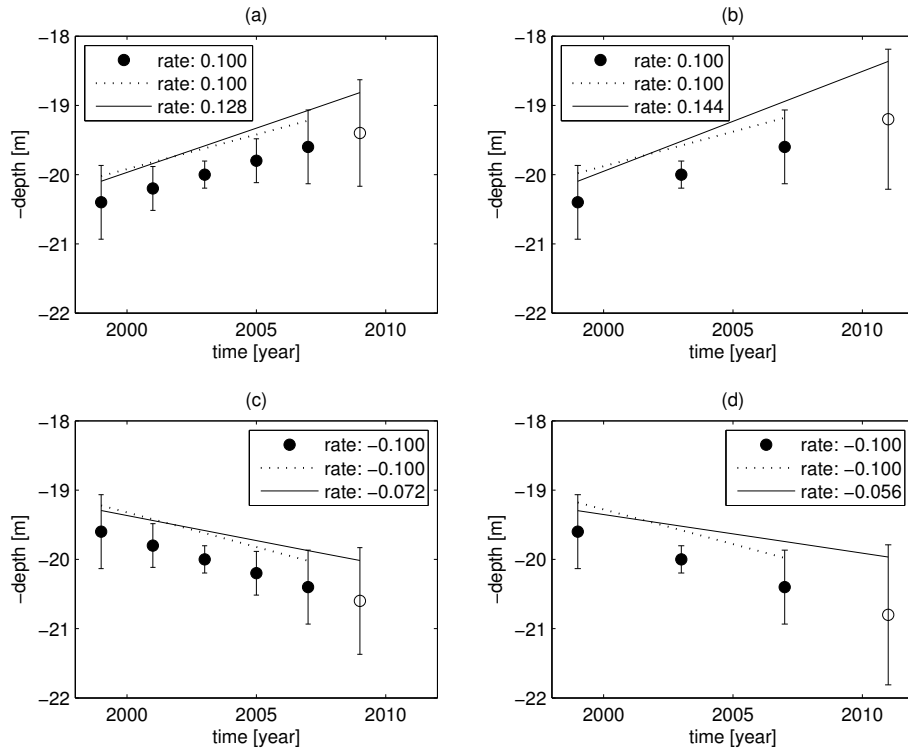 (a)
−18
−19
−20
−21
−22
−depth [m]
rate: 0.100
rate: 0.100
rate: 0.128
2000
2005
2010
time [year]
(b)
−18
−19
−20
−21
−22
−depth [m]
rate: 0.100
rate: 0.100
rate: 0.144
2000
2005
2010
time [year]
(c)
−18
−19
−20
−21
−22
−depth [m]
rate: −0.100
rate: −0.100
rate: −0.072
2000
2005
2010
time [year]
(d)
−18
−19
−20
−21
−22
−depth [m]
rate: −0.100
rate: −0.100
rate: −0.056
2000
2005
2010
time [year]